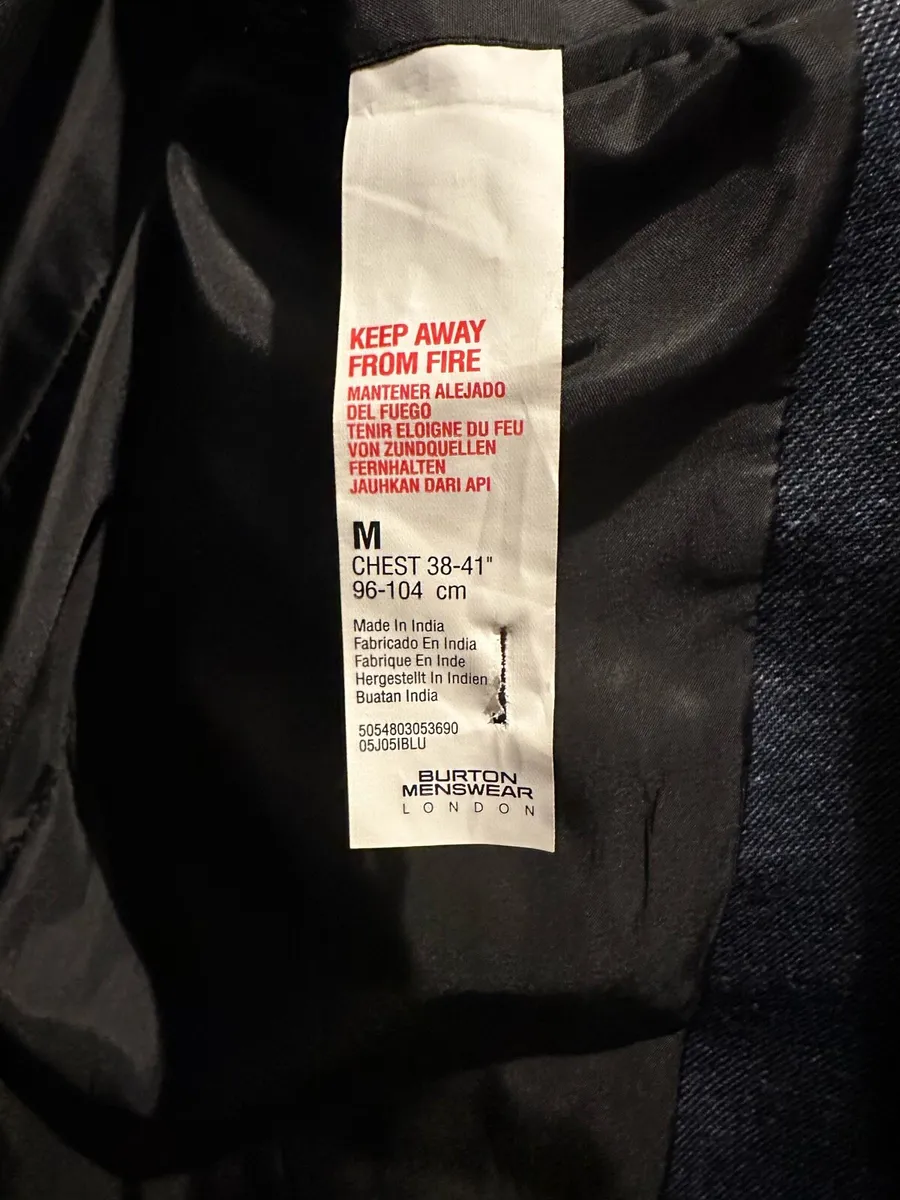 KEEP AWAY
FROM FIRE
MANTENER ALEJADO
DEL FUEGO
TENIR ELOIGNE DU FEU
VON ZUNDQUELLEN
FERNHALTEN
JAUHKAN DARI API
M
CHEST 38-41"
96-104 cm
Made In India
Fabricado En India
Fabrique En Inde
Hergestellt In Indien
Buatan India
5054803053690
05J05IBLU
BURTON
MENSWEAR
LONDON